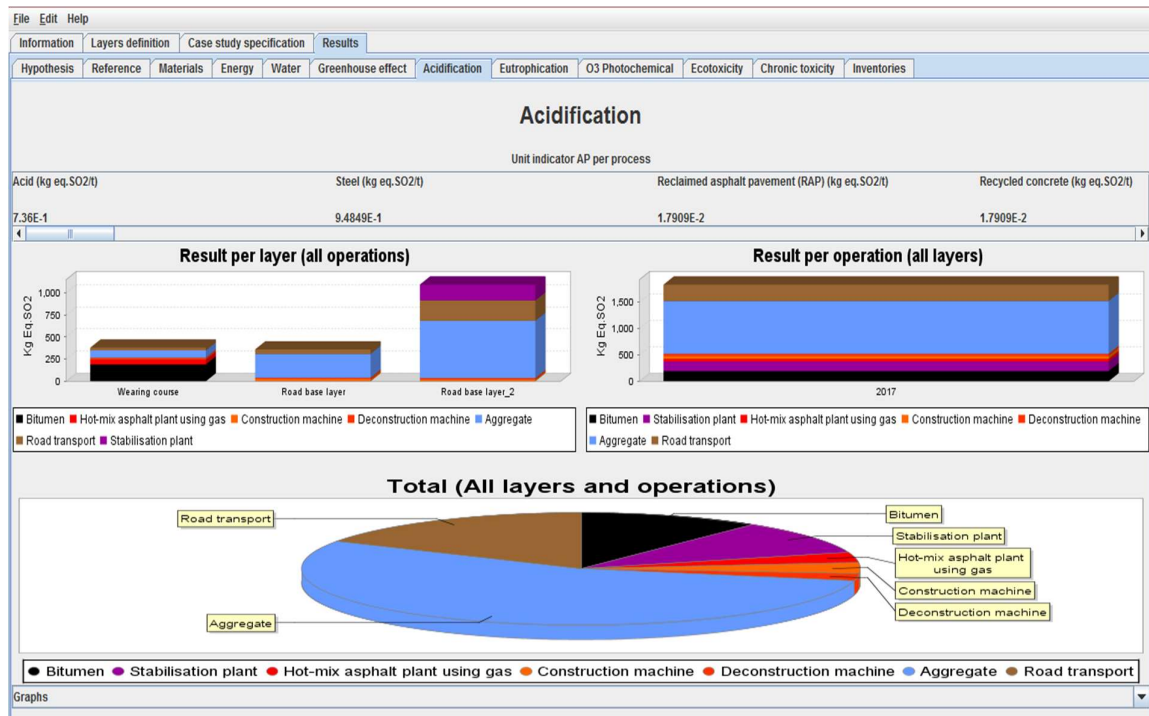 File Edit Help
Information Layers definition Case study specification Results
Hypothesis Reference Materials Energy Water Greenhouse effect Acidification Eutrophication O3 Photochemical Ecotoxicity Chronic toxicity Inventories
Acidification
Unit indicator AP per process
Acid (kg eq.SO2/t) Steel (kg eq.SO2/t) Reclaimed asphalt pavement (RAP) (kg eq.SO2/t) Recycled concrete (kg eq.SO2/t)
7.36E-1 9.4849E-1 1.7909E-2 1.7909E-2
Result per layer (all operations)
Kg Eq.SO2
1,000
750
500
250
0
Wearing course Road base layer Road base layer_2
Bitumen Hot-mix asphalt plant using gas Construction machine Deconstruction machine Aggregate
Road transport Stabilisation plant
Result per operation (all layers)
Kg Eq.SO2
1,500
1,000
500
0
2017
Bitumen Stabilisation plant Hot-mix asphalt plant using gas Construction machine Deconstruction machine
Aggregate Road transport
Total (All layers and operations)
Road transport
Bitumen
Stabilisation plant
Hot-mix asphalt plant
using gas
Construction machine
Deconstruction machine
Aggregate
Bitumen Stabilisation plant Hot-mix asphalt plant using gas Construction machine Deconstruction machine Aggregate Road transport
Graphs